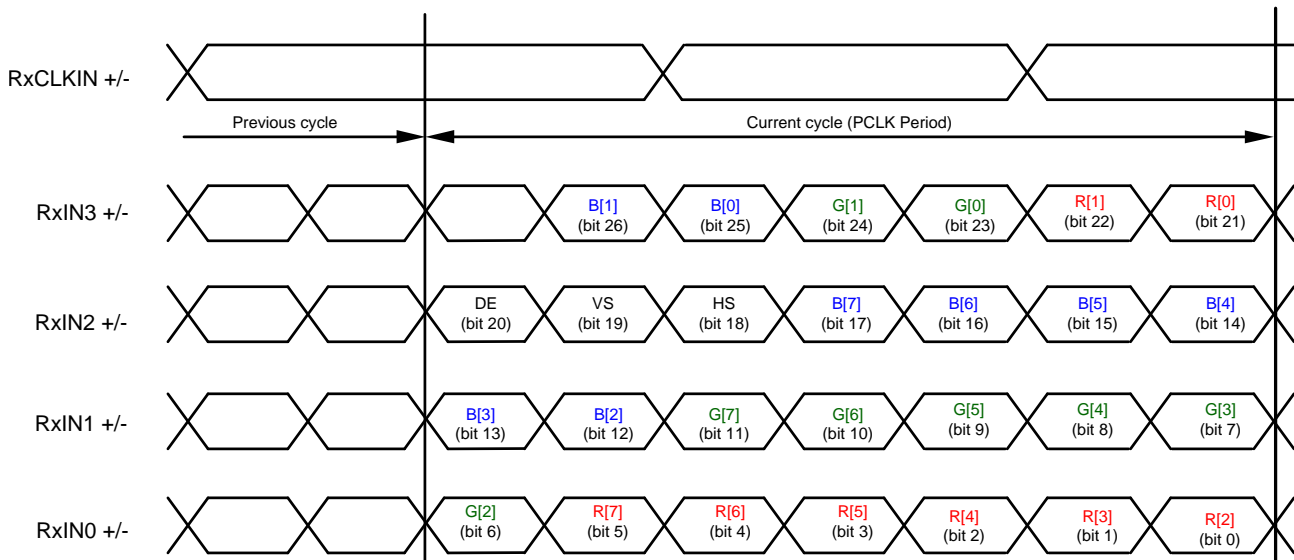 RxCLKIN +/-
Previous cycle
Current cycle (PCLK Period)
RxIN3 +/-
B[1] B[0] G[1] G[0] R[1] R[0]
(bit 26) (bit 25) (bit 24) (bit 23) (bit 22) (bit 21)
RxIN2 +/-
DE VS HS B[7] B[6] B[5] B[4]
(bit 20) (bit 19) (bit 18) (bit 17) (bit 16) (bit 15) (bit 14)
RxIN1 +/-
B[3] B[2] G[7] G[6] G[5] G[4] G[3]
(bit 13) (bit 12) (bit 11) (bit 10) (bit 9) (bit 8) (bit 7)
RxIN0 +/-
G[2] R[7] R[6] R[5] R[4] R[3] R[2]
(bit 6) (bit 5) (bit 4) (bit 3) (bit 2) (bit 1) (bit 0)